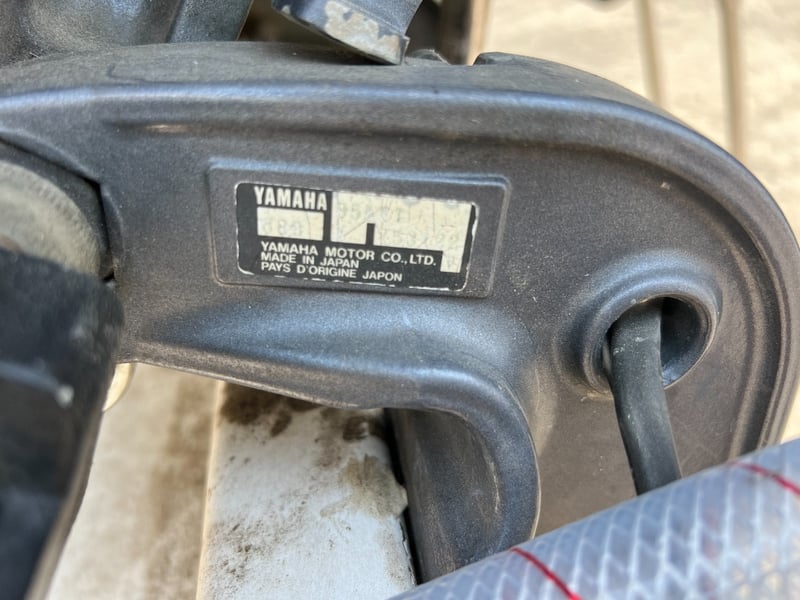 YAMAHA
YAMAHA MOTOR CO.,LTD.
MADE IN JAPAN
PAYS D'ORIGINE JAPON